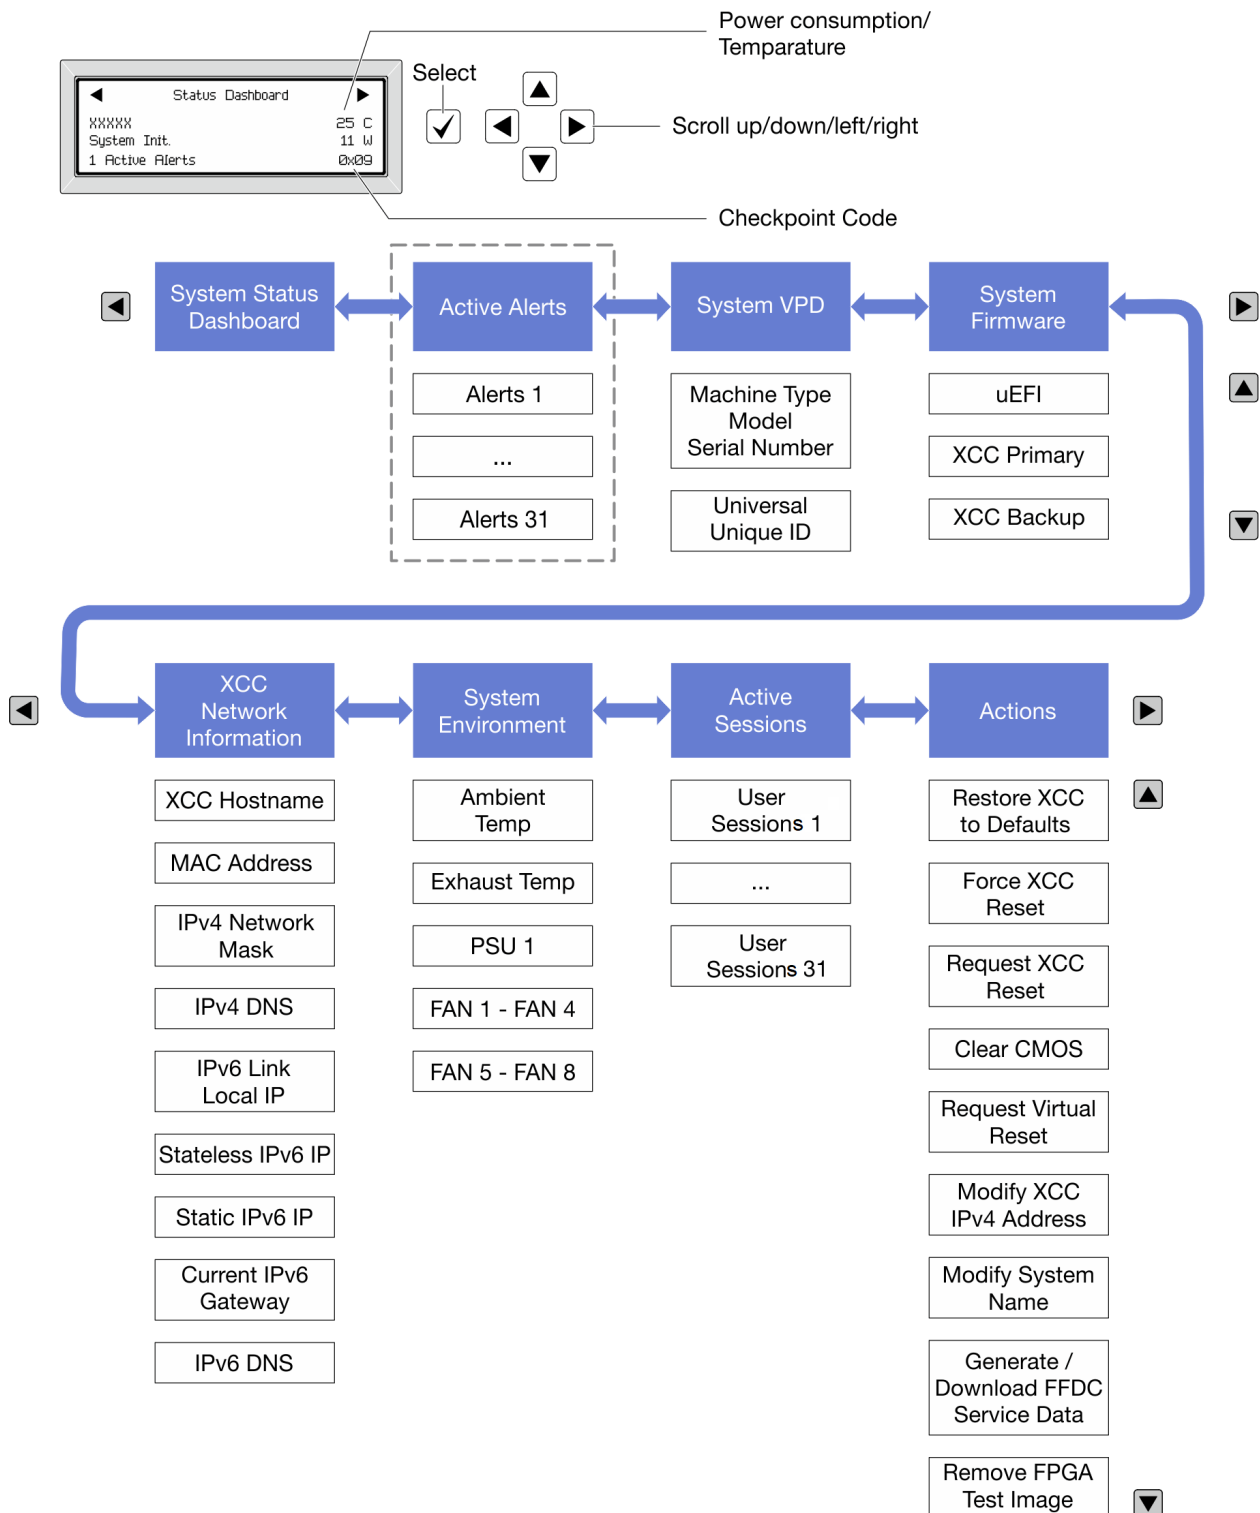 Power consumption/
Temparature
Select
Status Dashboard
XXXXX 25 C
System Init. 11 W
1 Active Alerts 0x09
Scroll up/down/left/right
Checkpoint Code
System Status
Dashboard
Active Alerts
System VPD
System
Firmware
Alerts 1
...
Alerts 31
Machine Type
Model
Serial Number
Universal
Unique ID
uEFI
XCC Primary
XCC Backup
XCC
Network
Information
System
Environment
Active
Sessions
Actions
XCC Hostname
MAC Address
IPv4 Network
Mask
IPv4 DNS
IPv6 Link
Local IP
Stateless IPv6 IP
Static IPv6 IP
Current IPv6
Gateway
IPv6 DNS
Ambient
Temp
Exhaust Temp
PSU 1
FAN 1 - FAN 4
FAN 5 - FAN 8
User
Sessions 1
...
User
Sessions 31
Restore XCC
to Defaults
Force XCC
Reset
Request XCC
Reset
Clear CMOS
Request Virtual
Reset
Modify XCC
IPv4 Address
Modify System
Name
Generate /
Download FFDC
Service Data
Remove FPGA
Test Image